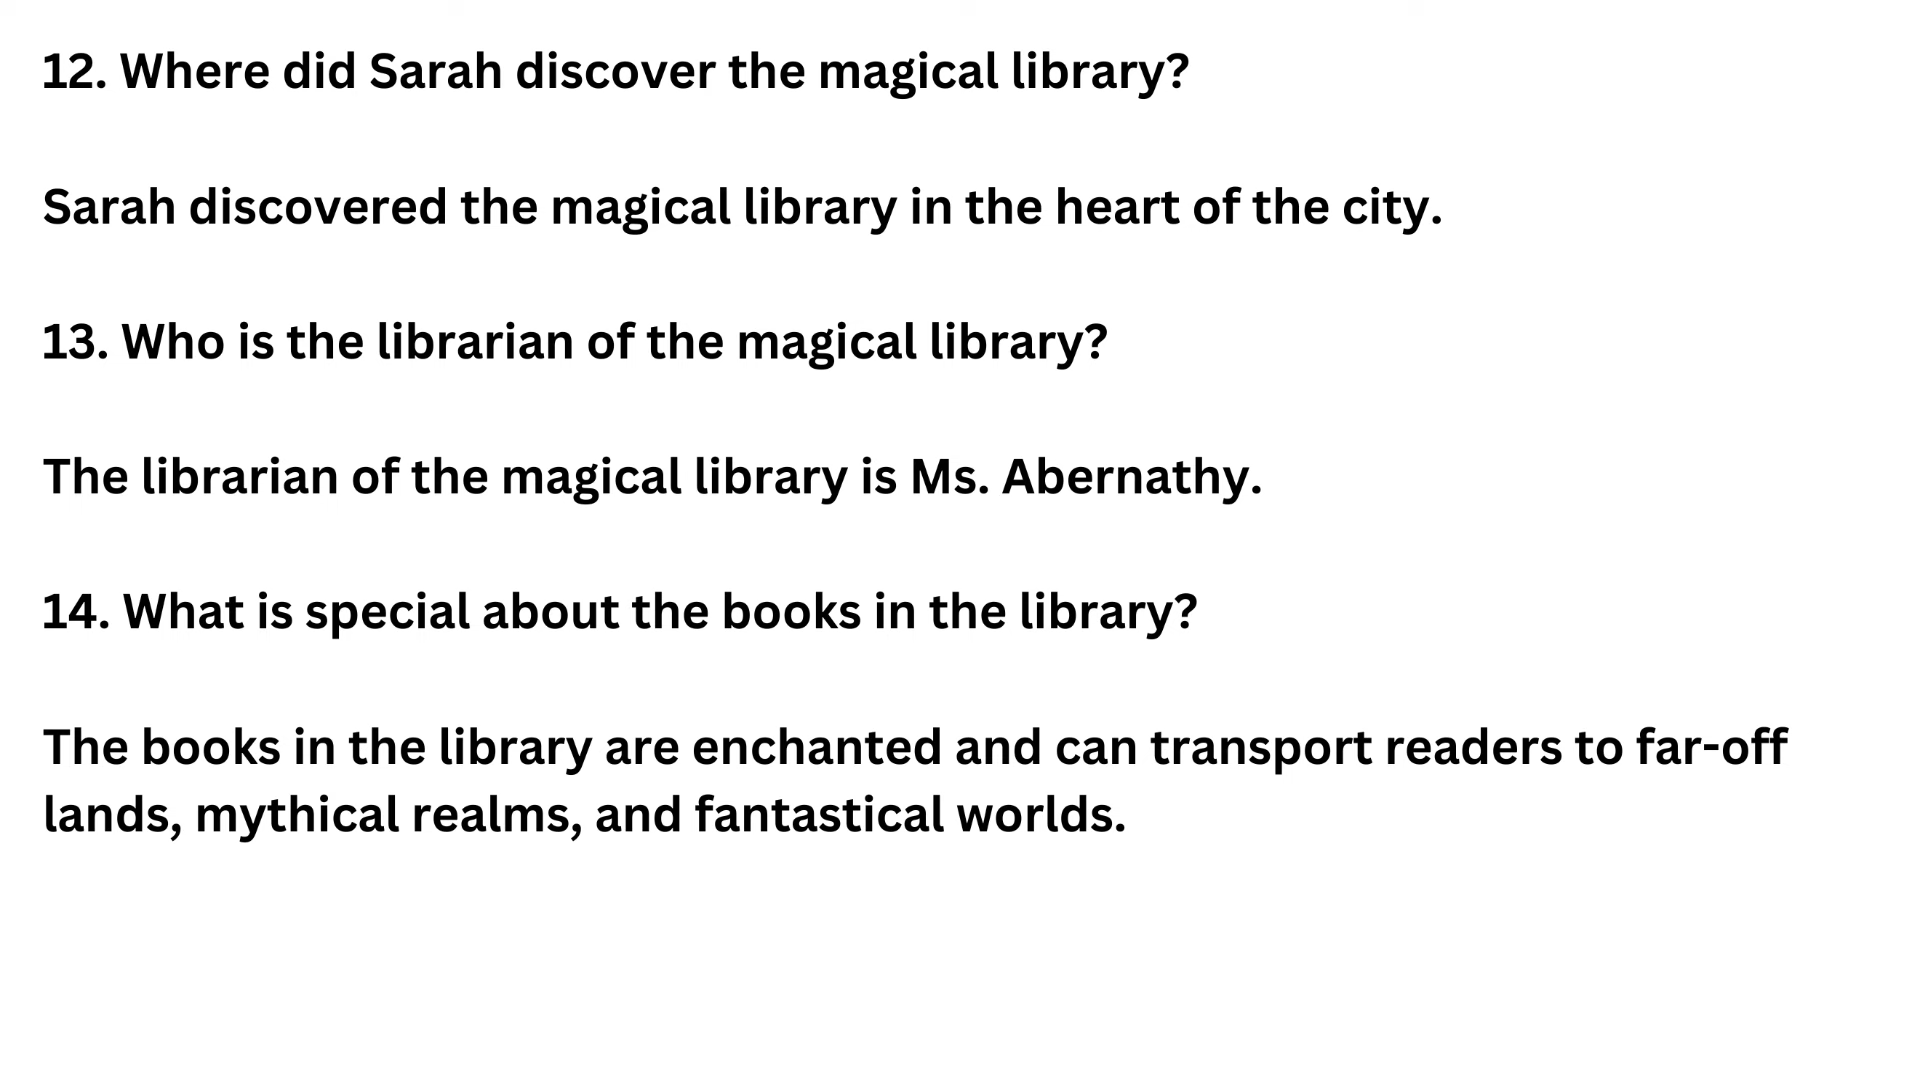 12. Where did Sarah discover the magical library?
Sarah discovered the magical library in the heart of the city.
13. Who is the librarian of the magical library?
The librarian of the magical library is Ms. Abernathy.
14. What is special about the books in the library?
The books in the library are enchanted and can transport readers to far-off
lands, mythical realms, and fantastical worlds.